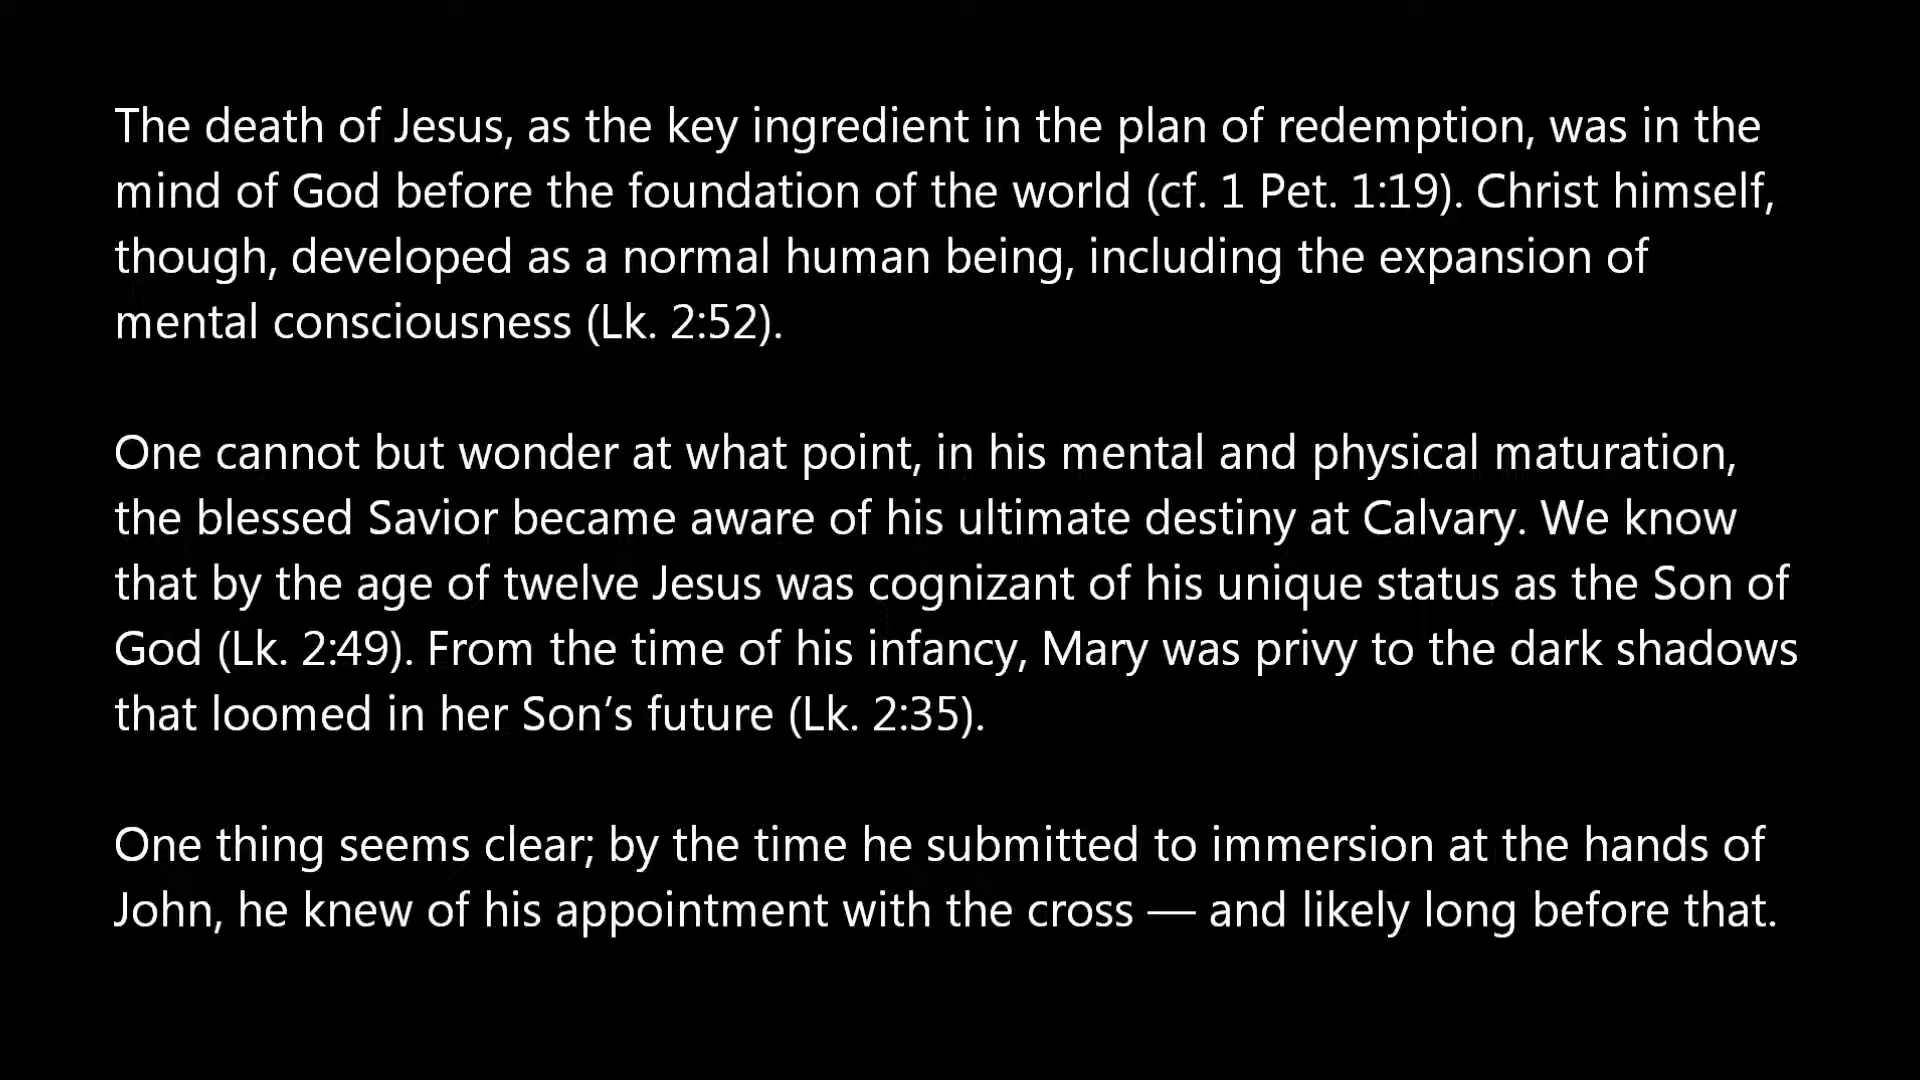 The death of Jesus, as the key ingredient in the plan of redemption, was in the
mind of God before the foundation of the world (cf. 1 Pet. 1:19). Christ himself,
though, developed as a normal human being, including the expansion of
mental consciousness (Lk. 2:52).
One cannot but wonder at what point, in his mental and physical maturation,
the blessed Savior became aware of his ultimate destiny at Calvary. We know
that by the age of twelve Jesus was cognizant of his unique status as the Son of
God (Lk. 2:49). From the time of his infancy, Mary was privy to the dark shadows
that loomed in her Son’s future (Lk. 2:35).
One thing seems clear; by the time he submitted to immersion at the hands of
John, he knew of his appointment with the cross — and likely long before that.